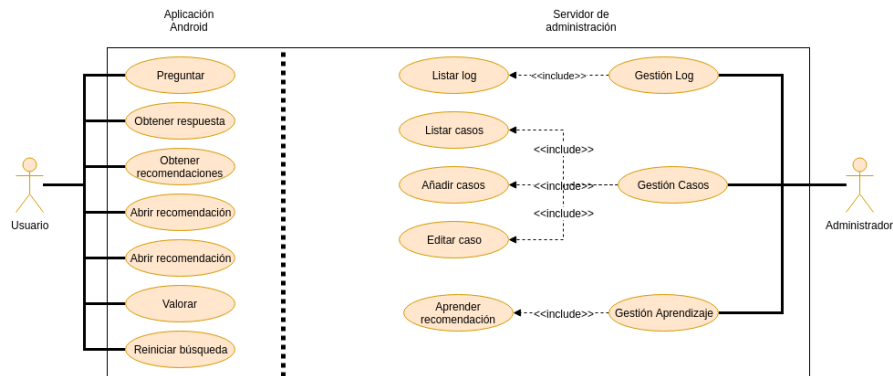 Aplicación
Android
Servidor de
administración
Preguntar
Obtener respuesta
Obtener
recomendaciones
Abrir recomendación
Abrir recomendación
Valorar
Reiniciar búsqueda
Usuario
Listar log
<<include>>
Gestión Log
Listar casos
<<include>>
Añadir casos
<<include>>
Gestión Casos
<<include>>
Editar caso
Aprender
recomendación
<<include>>
Gestión Aprendizaje
Administrador